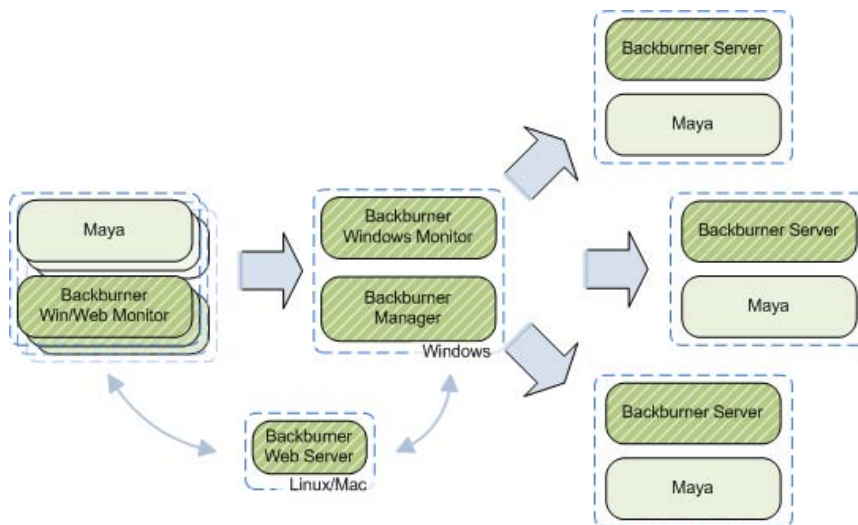 Maya
Backburner
Win/Web Monitor
Backburner
Windows Monitor
Backburner
Manager
Windows
Backburner
Web Server
Linux/Mac
Backburner Server
Maya
Backburner Server
Maya
Backburner Server
Maya